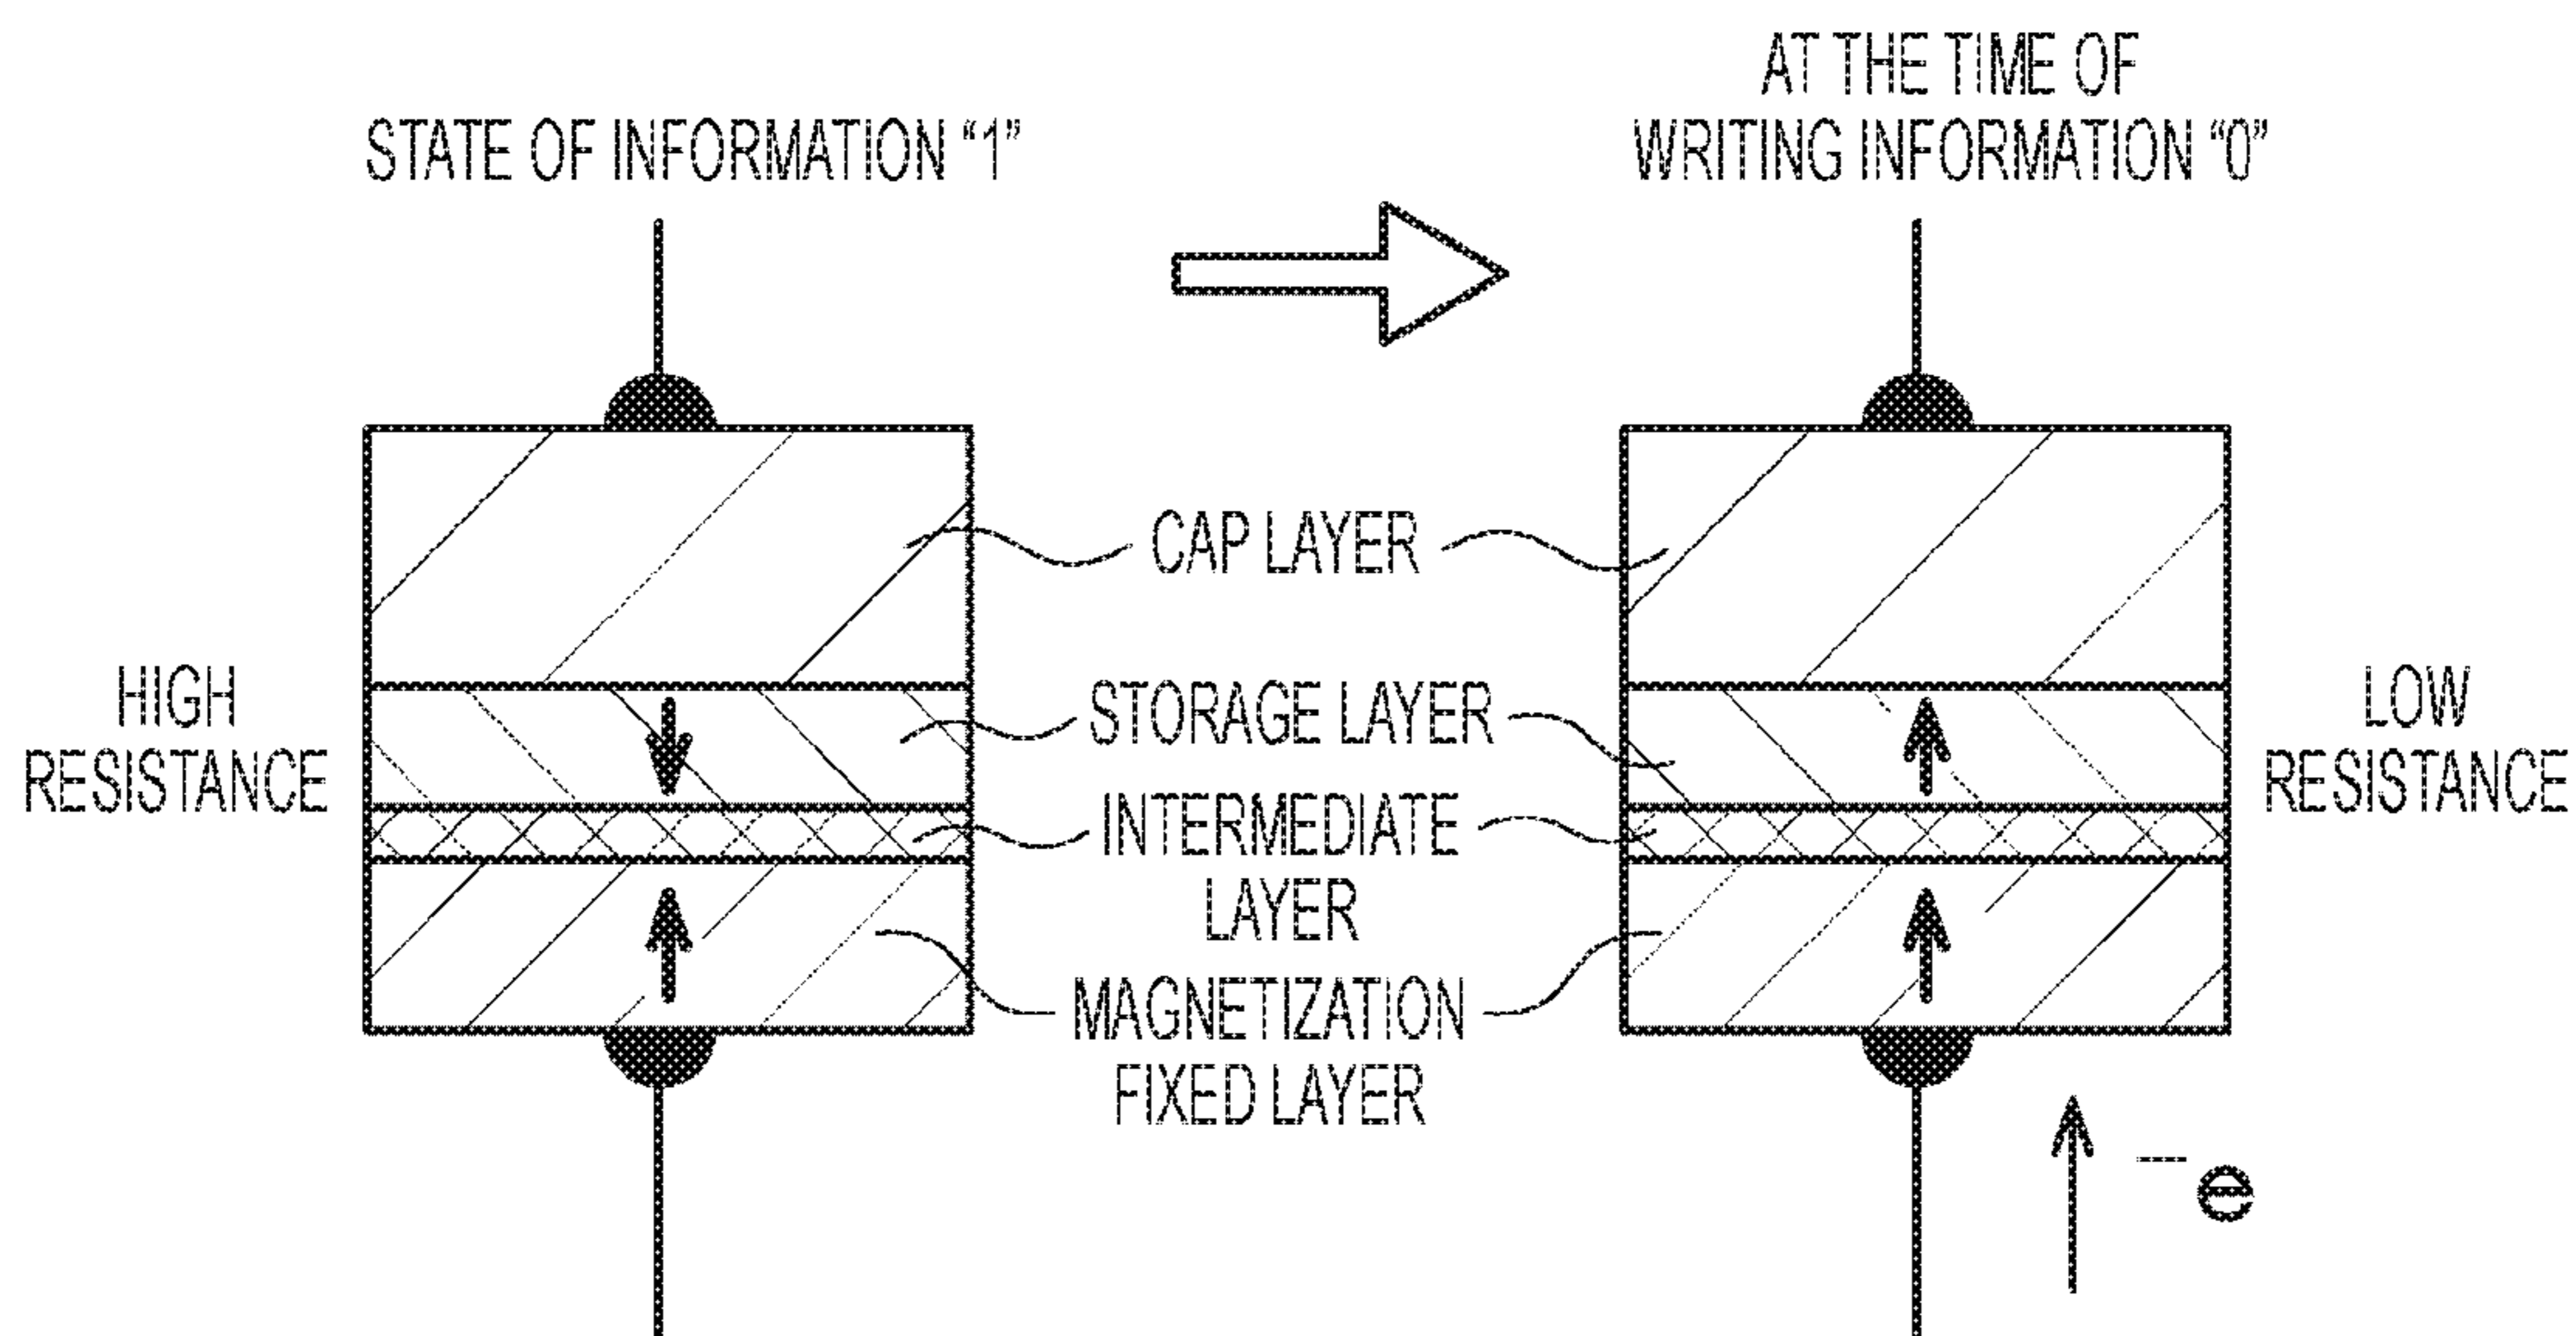 STATE OF INFORMATION “1”
AT THE TIME OF
WRITING INFORMATION “0”
CAP LAYER
HIGH
RESISTANCE
STORAGE LAYER
INTERMEDIATE
LAYER
MAGNETIZATION
FIXED LAYER
LOW
RESISTANCE
‾e